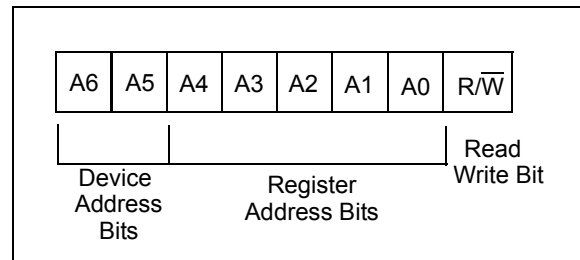 A6 A5 A4 A3 A2 A1 A0 R/W̅
Device
Address
Bits
Register
Address Bits
Read
Write Bit